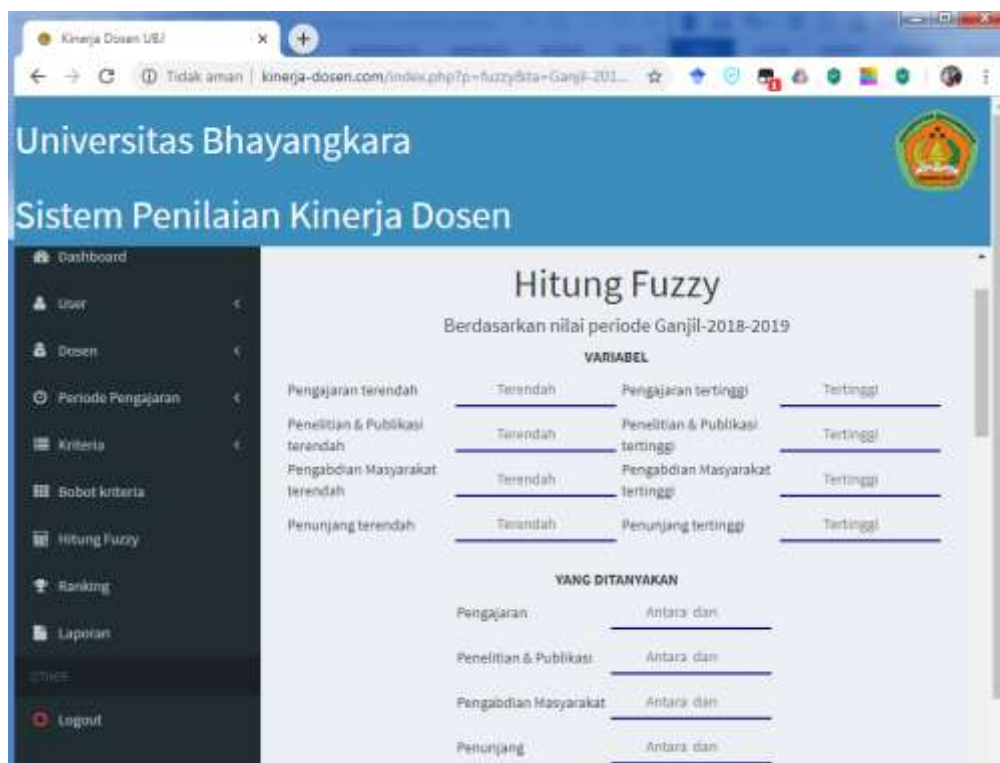 Kinerja Dosen UBJ
Tidak aman | kinerja-dosen.com/index.php?p=fuzzy&ta=Ganjil-201...
Universitas Bhayangkara
Sistem Penilaian Kinerja Dosen
Dashboard
User
Dosen
Periode Pengajaran
Kriteria
Bobot kriteria
Hitung Fuzzy
Ranking
Laporan
OTHER
Logout
Hitung Fuzzy
Berdasarkan nilai periode Ganjil-2018-2019
VARIABEL
Pengajaran terendah Terendah Pengajaran tertinggi Tertinggi
Penelitian & Publikasi terendah Terendah Penelitian & Publikasi tertinggi Tertinggi
Pengabdian Masyarakat terendah Terendah Pengabdian Masyarakat tertinggi Tertinggi
Penunjang terendah Terendah Penunjang tertinggi Tertinggi
YANG DITANYAKAN
Pengajaran Antara dan
Penelitian & Publikasi Antara dan
Pengabdian Masyarakat Antara dan
Penunjang Antara dan